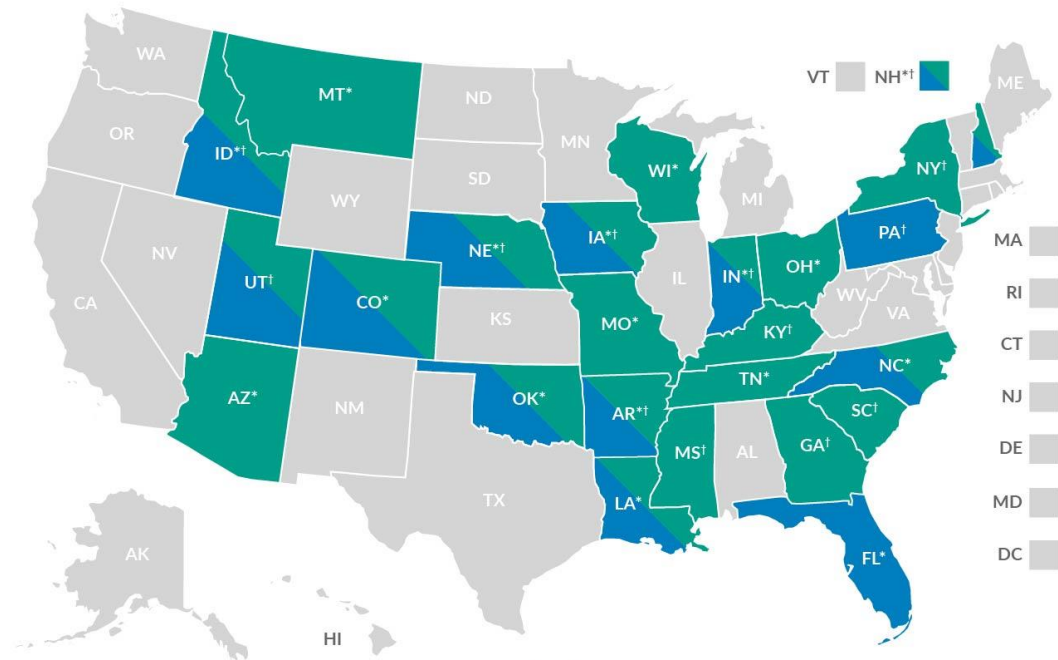 WA
MT*
ND
VT
NH*†
ME
OR
ID*†
MN
WI*
NY†
SD
MI
WY
IA*†
PA†
NE*†
MA
NV
UT†
IL
IN*†
OH*
CA
CO*
WV
RI
KS
MO*
KY†
VA
CT
TN*
NC*
AZ*
NM
OK*
AR*†
SC†
NJ
MS†
AL
GA†
DE
TX
LA*
MD
AK
FL*
DC
HI